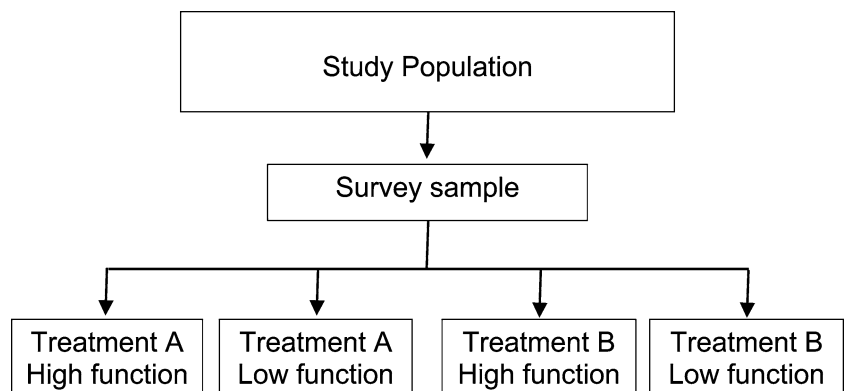 Study Population
Survey sample
Treatment A
High function
Treatment A
Low function
Treatment B
High function
Treatment B
Low function